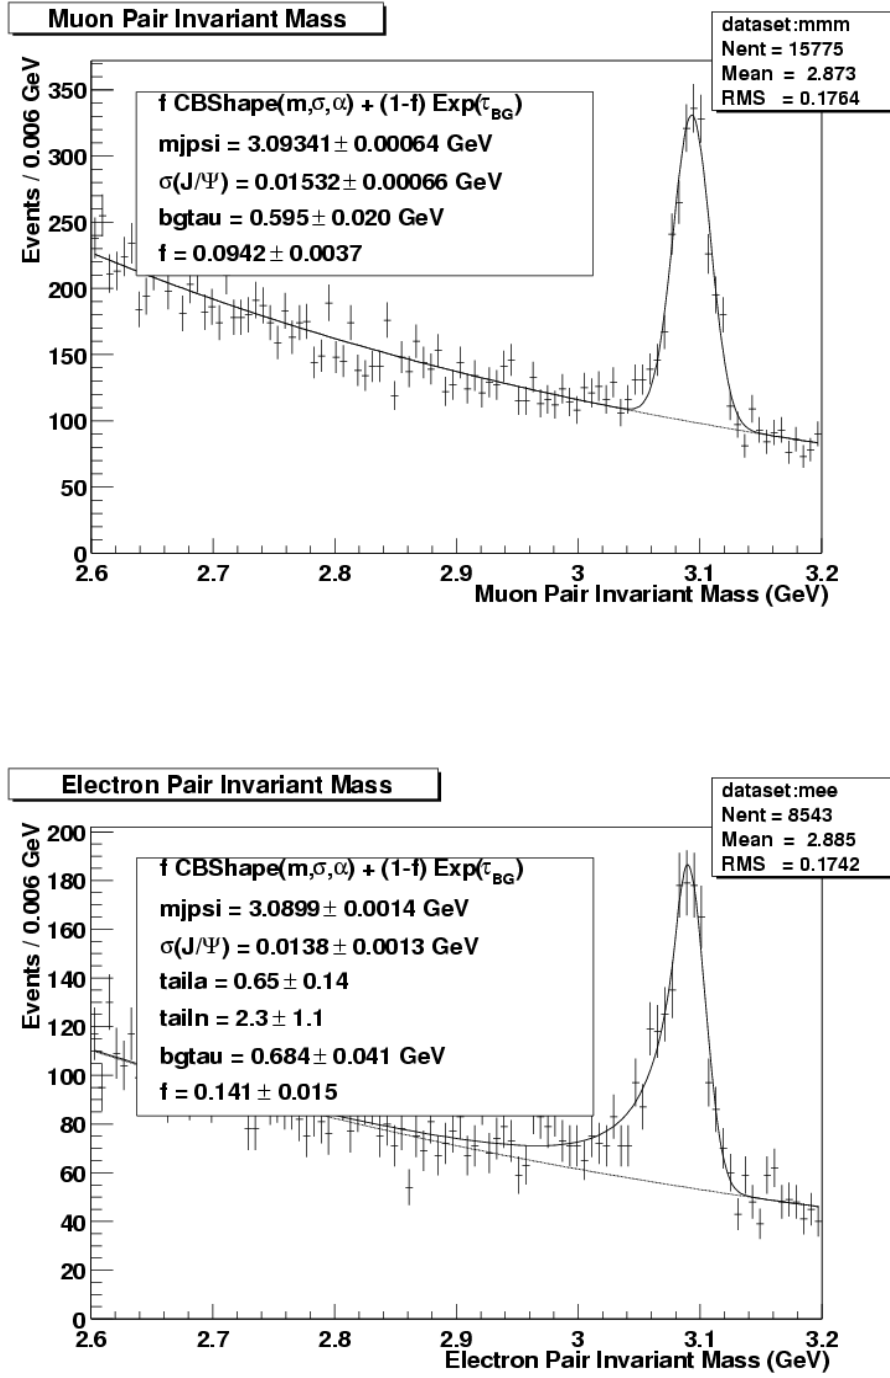 Muon Pair Invariant Mass
dataset:mmm
Nent = 15775
Mean = 2.873
RMS = 0.1764
Events / 0.006 GeV
350
300
250
200
150
100
50
0
f CBShape(m,σ,α) + (1-f) Exp(τ_BG)
mjpsi = 3.09341 ± 0.00064 GeV
σ(J/Ψ) = 0.01532 ± 0.00066 GeV
bgtau = 0.595 ± 0.020 GeV
f = 0.0942 ± 0.0037
2.6 2.7 2.8 2.9 3 3.1 3.2
Muon Pair Invariant Mass (GeV)
Electron Pair Invariant Mass
dataset:mee
Nent = 8543
Mean = 2.885
RMS = 0.1742
Events / 0.006 GeV
200
180
160
140
120
100
80
60
40
20
0
f CBShape(m,σ,α) + (1-f) Exp(τ_BG)
mjpsi = 3.0899 ± 0.0014 GeV
σ(J/Ψ) = 0.0138 ± 0.0013 GeV
taila = 0.65 ± 0.14
tailn = 2.3 ± 1.1
bgtau = 0.684 ± 0.041 GeV
f = 0.141 ± 0.015
2.6 2.7 2.8 2.9 3 3.1 3.2
Electron Pair Invariant Mass (GeV)